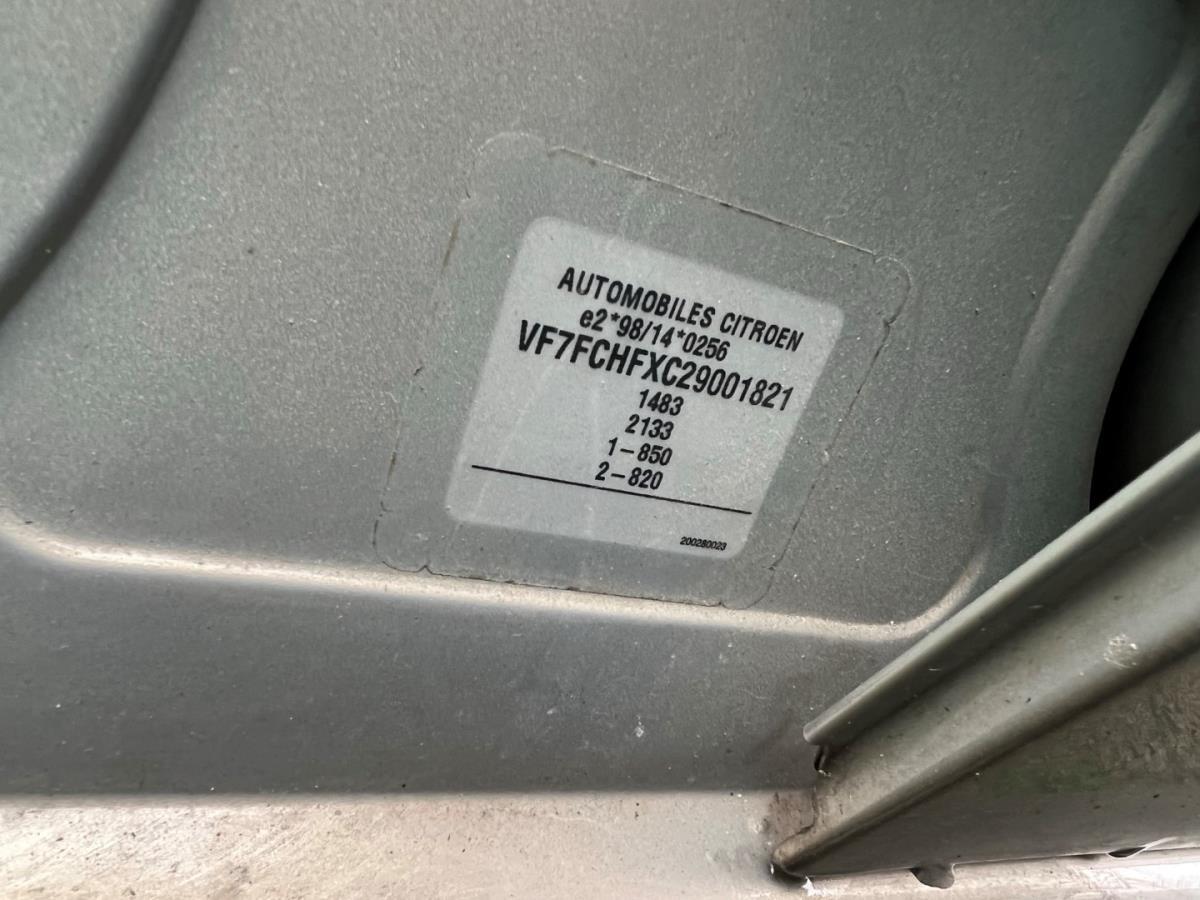 AUTOMOBILES CITROEN
e2*98/14*0256
VF7FCHFXC29001821
1483
2133
1-850
2-820
200280023